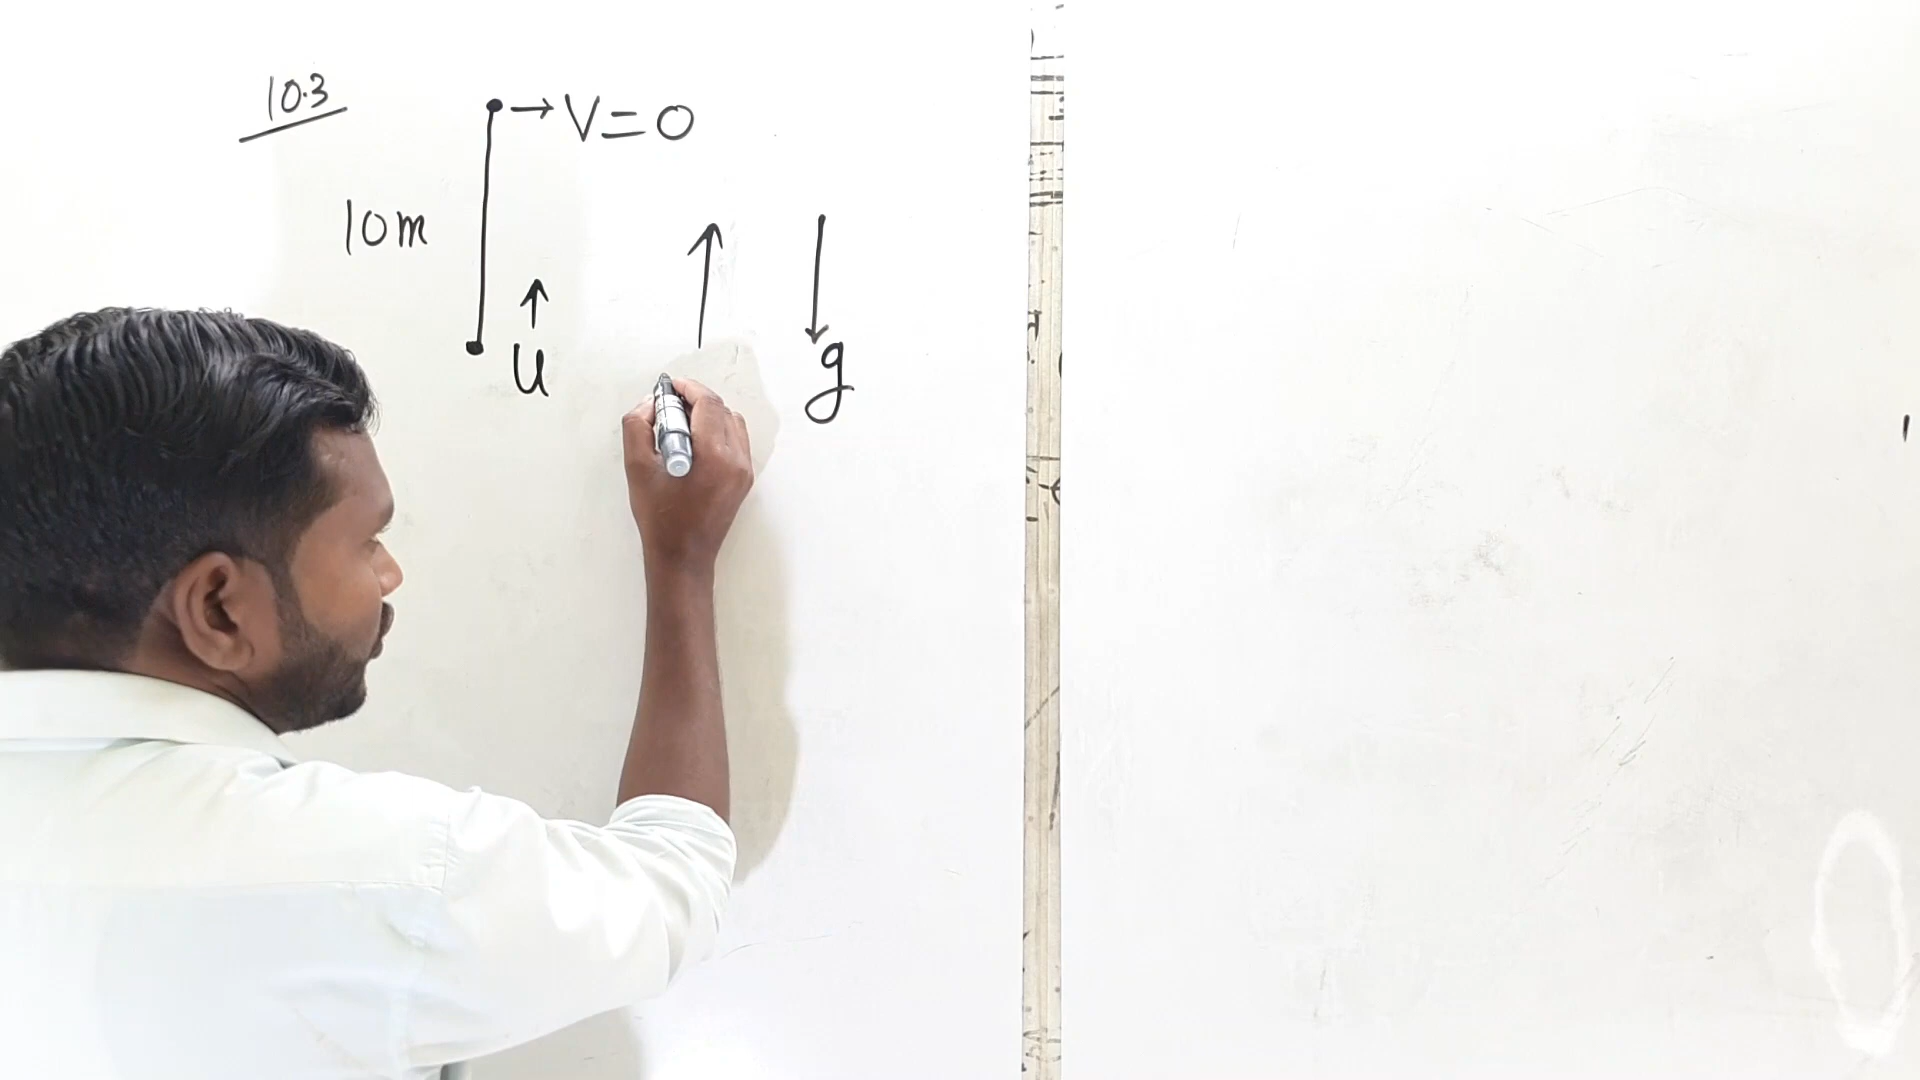 10.3
→ V = 0
10m
↑
u
↑ ↓
g